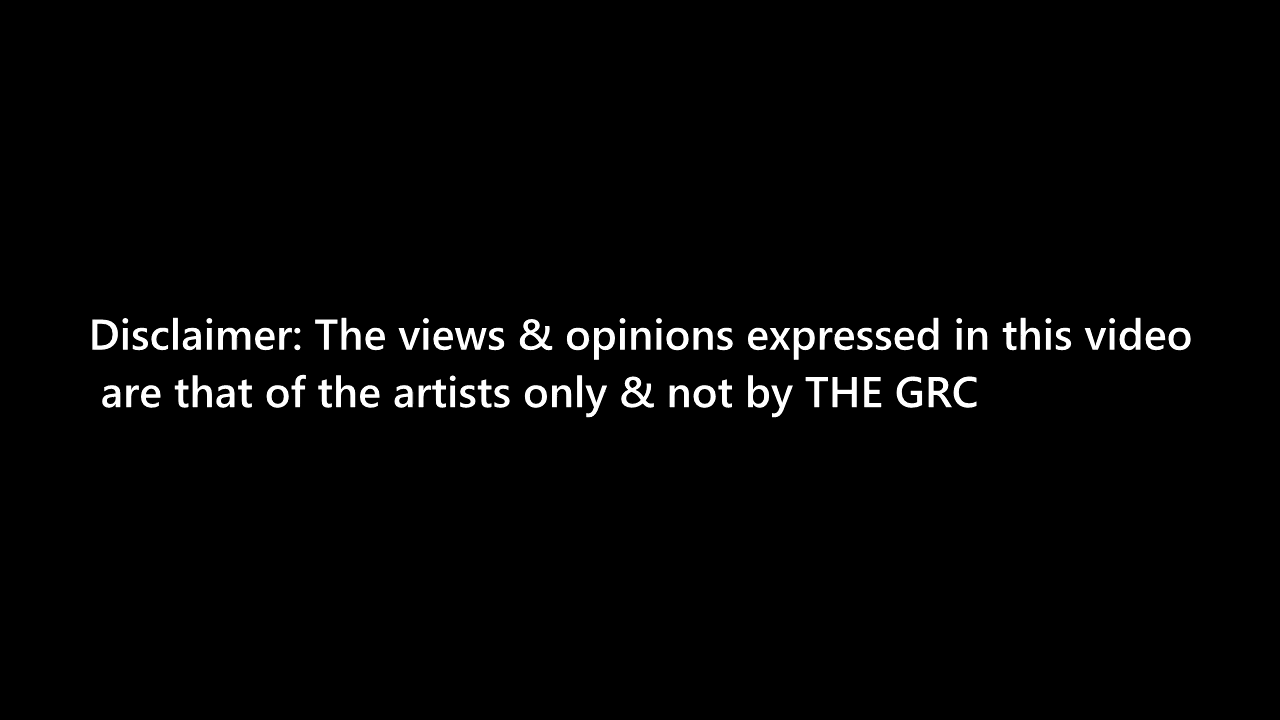 Disclaimer: The views & opinions expressed in this video
are that of the artists only & not by THE GRC